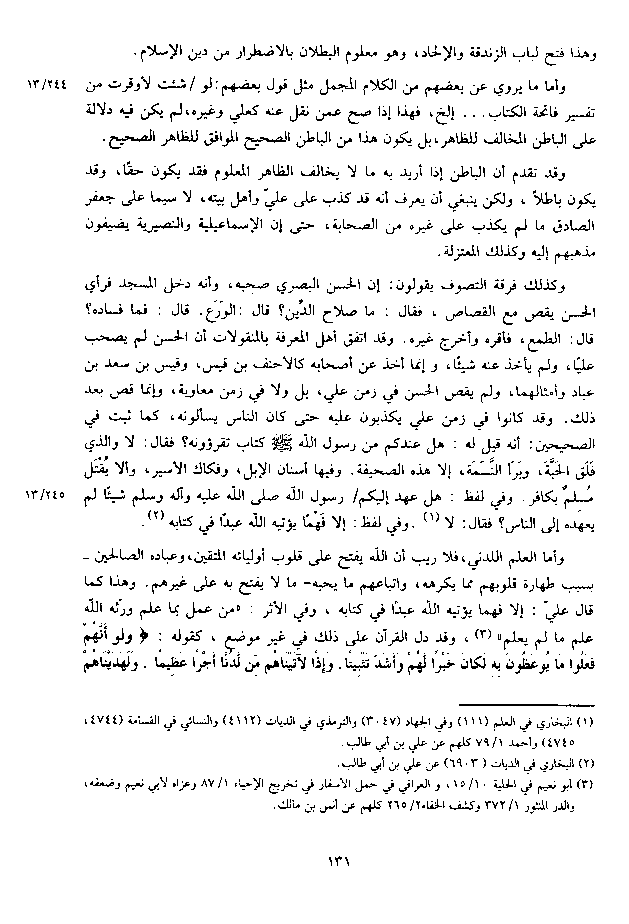 وهذا فتح لباب الزندقة والإلحاد، وهو معلوم البطلان بالاضطرار من دين الإسلام.
وأما ما يروي عن بعضهم من الكلام المجمل مثل قول بعضهم: لو / شئت لأوقرت من ١٣/٢٤٤
تفسير فاتحة الكتاب... إلخ، فهذا إذا صح عمن نقل عنه كعلي وغيره، لم يكن فيه دلالة
على الباطن المخالف للظاهر، بل يكون هذا من الباطن الصحيح الموافق للظاهر الصحيح.
وقد تقدم أن الباطن إذا أريد به ما لا يخالف الظاهر المعلوم فقد يكون حقًا، وقد
يكون باطلاً، ولكن ينبغي أن يعرف أنه قد كذب على عليّ وأهل بيته، لا سيما على جعفر
الصادق ما لم يكذب على غيره من الصحابة، حتى إن الإسماعيلية والنصيرية يضيفون
مذهبهم إليه وكذلك المعتزلة.
وكذلك فرقة التصوف يقولون: إن الحسن البصري صحبه، وأنه دخل المسجد فرأي
الحسن يقص مع القصاص، فقال: ما صلاح الدِّين؟ قال: الوَرَع. قال: فما فساده؟
قال: الطمع، فأقره وأخرج غيره. وقد اتفق أهل المعرفة بالمنقولات أن الحسن لم يصحب
عليًا، ولم يأخذ عنه شيئًا، وإنما أخذ عن أصحابه كالأحنف بن قيس، وقيس بن سعد بن
عباد وأمثالهما، ولم يقص الحسن في زمن علي، بل ولا في زمن معاوية، وإنما قص بعد
ذلك. وقد كانوا في زمن علي يكذبون عليه حتى كان الناس يسألونه، كما ثبت في
الصحيحين: أنه قيل له: هل عندكم من رسول الله ﷺ كتاب تقرؤونه؟ فقال: لا والذي
فَلَق الحَبَّة، وبَرَأ النَّسَمَة، إلا هذه الصحيفة. وفيها أسنان الإبل، وفكاك الأسير، وألا يُقْتَل
مُسِلمٌ بكافر. وفي لفظ: هل عهد إليكم/ رسول الله صلى الله عليه وآله وسلم شيئًا لم ١٣/٢٤٥
يعهده إلى الناس؟ فقال: لا (١). وفي لفظ: إلا فَهْمًا يؤتيه الله عبدًا في كتابه (٢).
وأما العلم اللدني، فلا ريب أن الله يفتح على قلوب أوليائه المتقين، وعباده الصالحين ـ
بسبب طهارة قلوبهم مما يكرهه، واتباعهم ما يحبه- ما لا يفتح به على غيرهم. وهذا كما
قال عليّ: إلا فهما يؤتيه الله عبدًا في كتابه، وفي الأثر: «من عمل بما علم ورثه الله
علم ما لم يعلم» (٣)، وقد دل القرآن على ذلك في غير موضع، كقوله: ﴿ ولو أَنَّهُمْ
فَعَلُوا ما يُوعَظُونَ بِهِ لَكَانَ خَيْرًا لَّهُمْ وَأَشَدَّ تَثْبِيتًا. وَإِذًا لآتَيْنَاهُم مِّن لَّدُنَّا أَجْرًا عَظِيمًا. وَلَهَدَيْنَاهُمْ
(١) البخاري في العلم (١١١) وفي الجهاد (٣٠٤٧) والترمذي في الديات (٤١١٢) والنسائي في القسامة (٤٧٤٤،
٤٧٤٥) وأحمد ٧٩/١ كلهم عن علي بن أبي طالب.
(٢) البخاري في الديات (٦٩٠٣) عن علي بن أبي طالب.
(٣) أبو نعيم في الحلية ١٥/١٠، و العراقي في حمل الأسفار في تخريج الإحياء ٨٧/١ وعزاه لأبي نعيم وضعفه،
والدر المنثور ٣٧٢/١ وكشف الخفاء٢٦٥/٢ كلهم عن أنس بن مالك.
١٣١